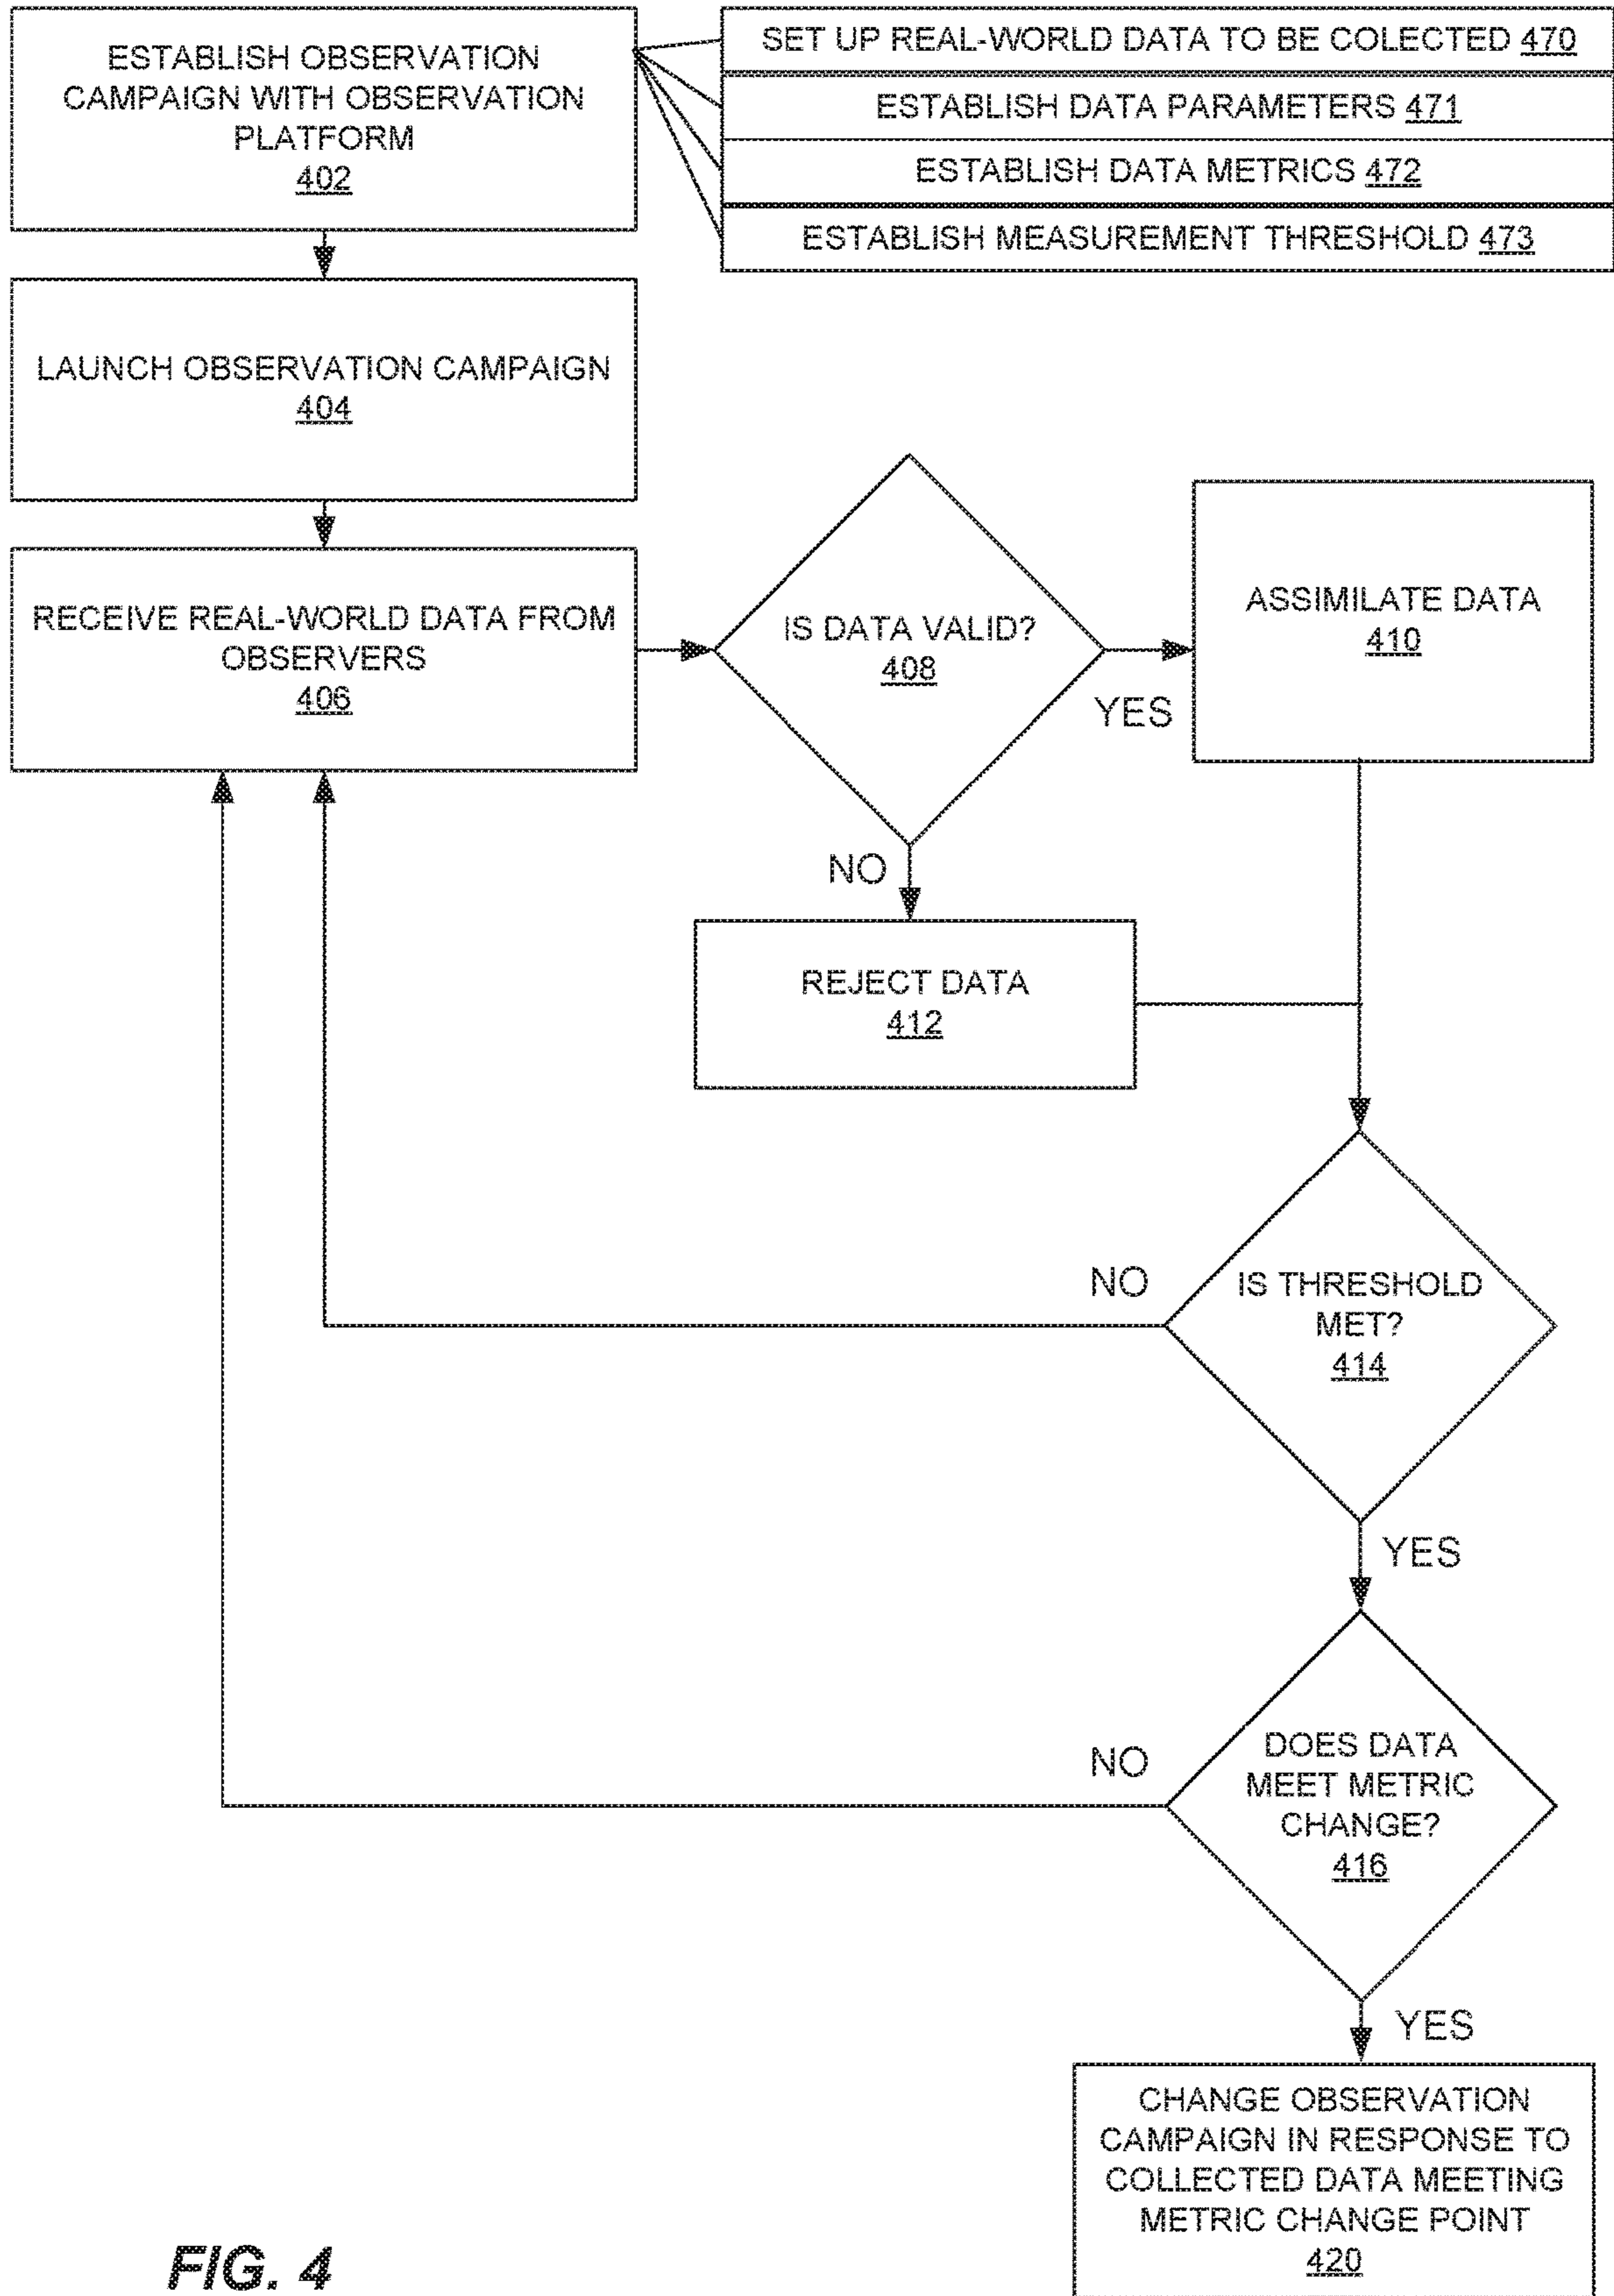 ESTABLISH OBSERVATION
CAMPAIGN WITH OBSERVATION
PLATFORM
402
SET UP REAL-WORLD DATA TO BE COLECTED 470
ESTABLISH DATA PARAMETERS 471
ESTABLISH DATA METRICS 472
ESTABLISH MEASUREMENT THRESHOLD 473
LAUNCH OBSERVATION CAMPAIGN
404
RECEIVE REAL-WORLD DATA FROM
OBSERVERS
406
IS DATA VALID?
408
YES
ASSIMILATE DATA
410
NO
REJECT DATA
412
NO
IS THRESHOLD
MET?
414
YES
NO
DOES DATA
MEET METRIC
CHANGE?
416
YES
CHANGE OBSERVATION
CAMPAIGN IN RESPONSE TO
COLLECTED DATA MEETING
METRIC CHANGE POINT
420
FIG. 4